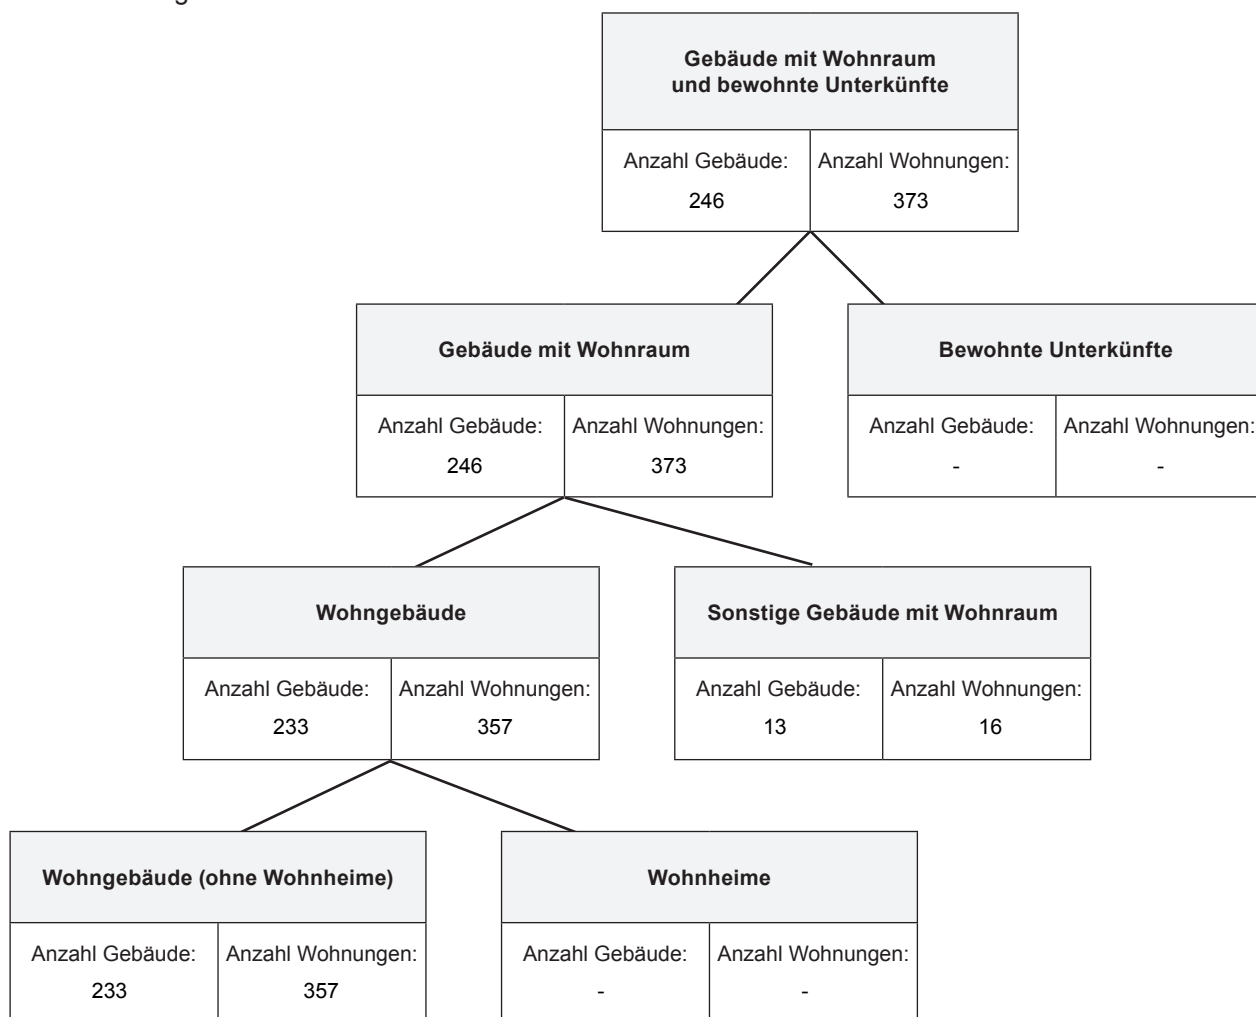 Gebäude mit Wohnraum
und bewohnte Unterkünfte
Anzahl Gebäude: Anzahl Wohnungen:
246 373
Gebäude mit Wohnraum
Anzahl Gebäude: Anzahl Wohnungen:
246 373
Bewohnte Unterkünfte
Anzahl Gebäude: Anzahl Wohnungen:
- -
Wohngebäude
Anzahl Gebäude: Anzahl Wohnungen:
233 357
Sonstige Gebäude mit Wohnraum
Anzahl Gebäude: Anzahl Wohnungen:
13 16
Wohngebäude (ohne Wohnheime)
Anzahl Gebäude: Anzahl Wohnungen:
233 357
Wohnheime
Anzahl Gebäude: Anzahl Wohnungen:
- -